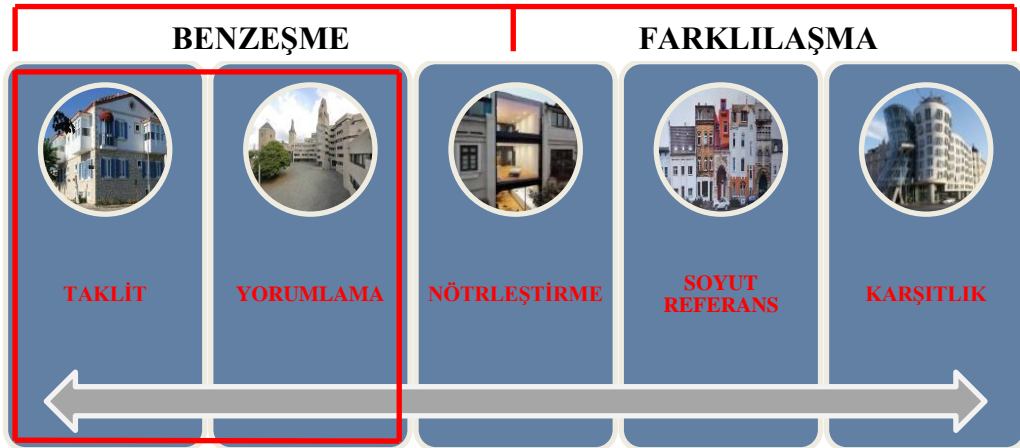 BENZEŞME FARKLILAŞMA
TAKLİT YORUMLAMA NÖTRLEŞTİRME SOYUT REFERANS KARŞITLIK